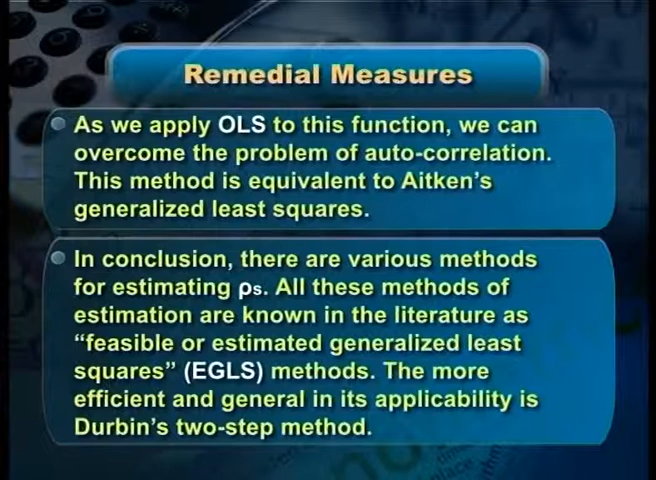 Remedial Measures
As we apply OLS to this function, we can
overcome the problem of auto-correlation.
This method is equivalent to Aitken's
generalized least squares.
In conclusion, there are various methods
for estimating ρs. All these methods of
estimation are known in the literature as
“feasible or estimated generalized least
squares” (EGLS) methods. The more
efficient and general in its applicability is
Durbin's two-step method.